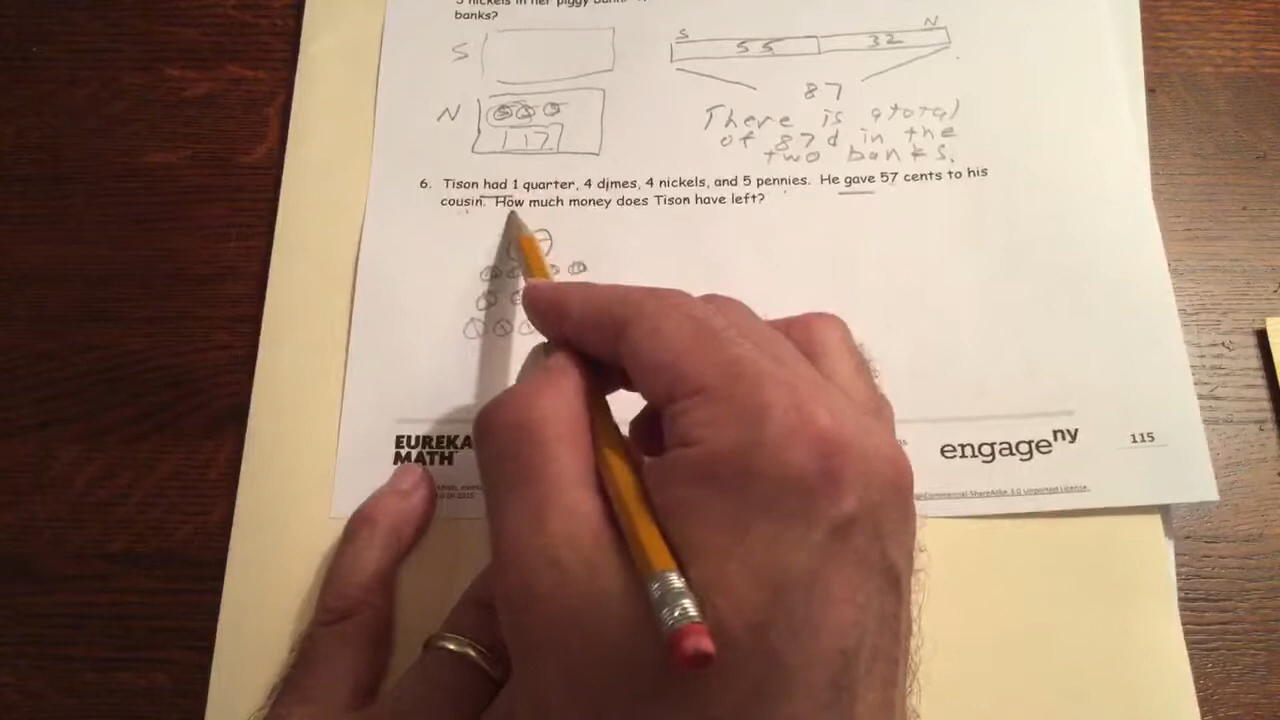 banks?
S
S N
55 32
N
87
There is a total
of 87¢ in the
two banks.
6. Tison had 1 quarter, 4 dimes, 4 nickels, and 5 pennies. He gave 57 cents to his
cousin. How much money does Tison have left?
EUREKA
MATH
engage ny
115